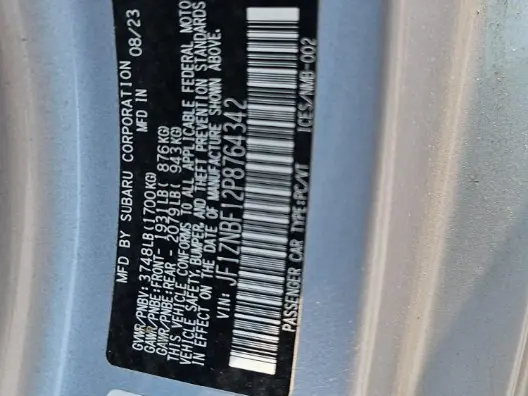 MFD BY SUBARU CORPORATION 08/23
MFD IN
GVWR/PNBV: 3748LB(1700KG)
GAWR/PNBE:FRONT- 1931LB( 876KG)
GAWR/PNBE:REAR - 2079LB( 943KG)
THIS VEHICLE CONFORMS TO ALL APPLICABLE FEDERAL MOTOR
VEHICLE SAFETY, BUMPER, AND THEFT PREVENTION STANDARDS
IN EFFECT ON THE DATE OF MANUFACTURE SHOWN ABOVE.
VIN: JF1ZNBF12P8764342
PASSENGER CAR TYPE:PC/VT ICES/NMB-002